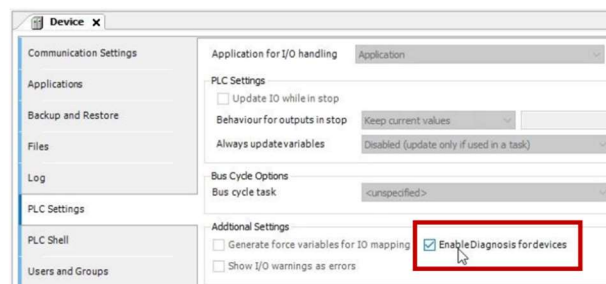 Device
Communication Settings
Applications
Backup and Restore
Files
Log
PLC Settings
PLC Shell
Users and Groups
Application for I/O handling Application
PLC Settings
Update IO while in stop
Behaviour for outputs in stop Keep current values
Always update variables Disabled (update only if used in a task)
Bus Cycle Options
Bus cycle task <unspecified>
Addtional Settings
Generate force variables for IO mapping Enable Diagnosis for devices
Show I/O warnings as errors